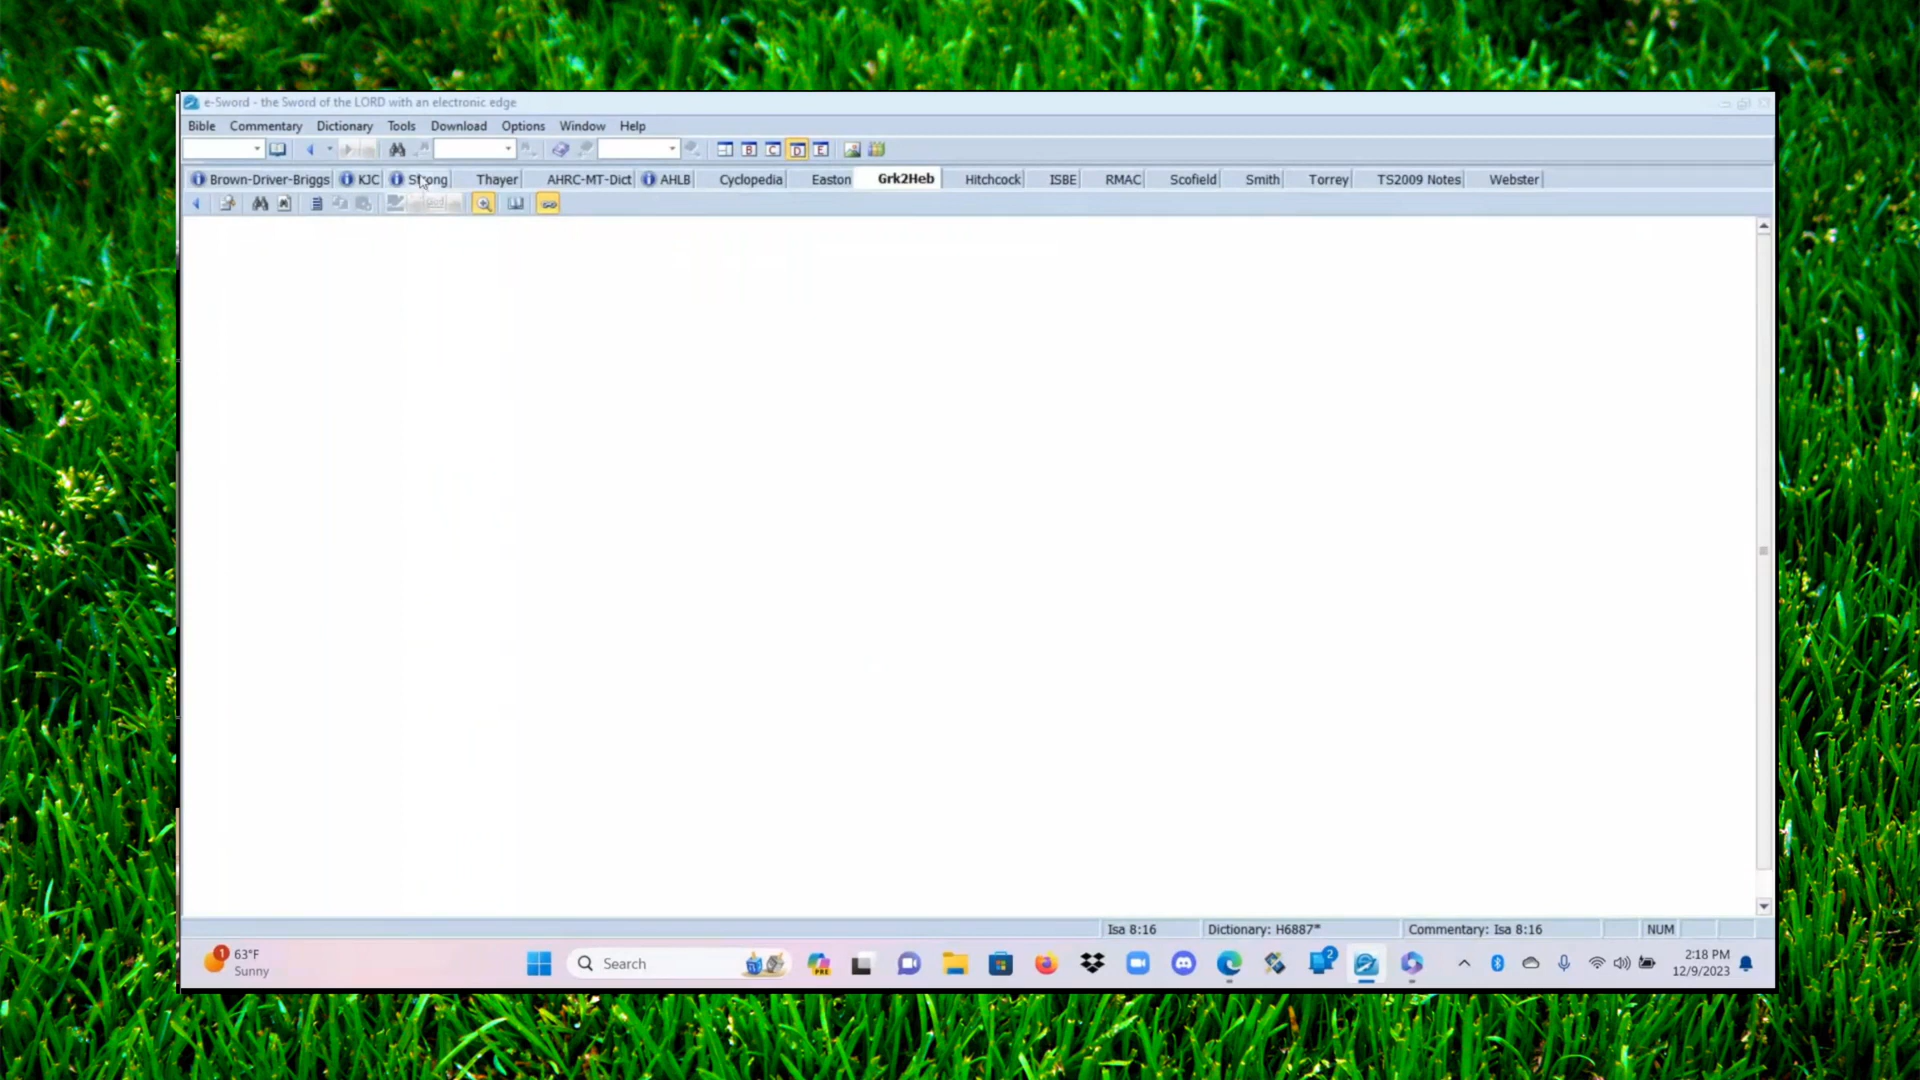 e-Sword - the Sword of the LORD with an electronic edge
Bible Commentary Dictionary Tools Download Options Window Help
B C D E
Brown-Driver-Briggs KJC Strong Thayer AHRC-MT-Dict AHLB Cyclopedia Easton Grk2Heb Hitchcock ISBE RMAC Scofield Smith Torrey TS2009 Notes Webster
Isa 8:16 Dictionary: H6887* Commentary: Isa 8:16 NUM
1 63°F Search PRE 2 2:18 PM
Sunny 12/9/2023